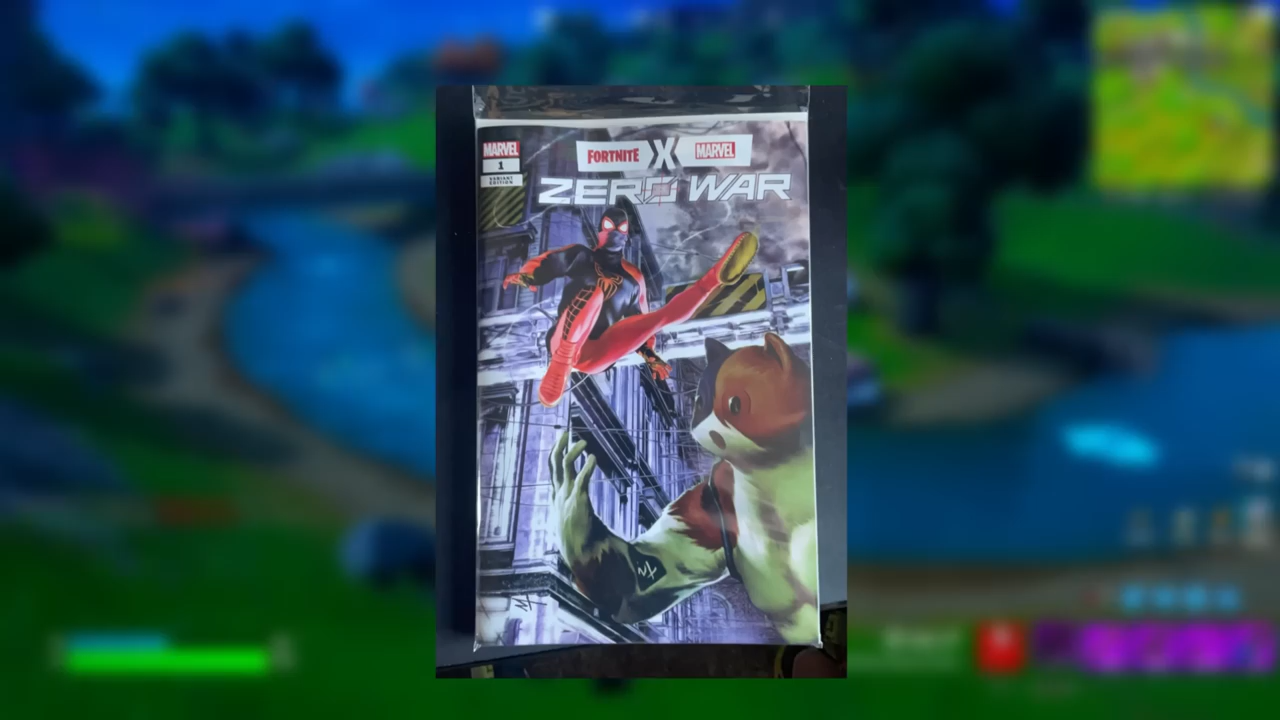 MARVEL
1
VARIANT
EDITION
FORTNITE X MARVEL
ZERO WAR